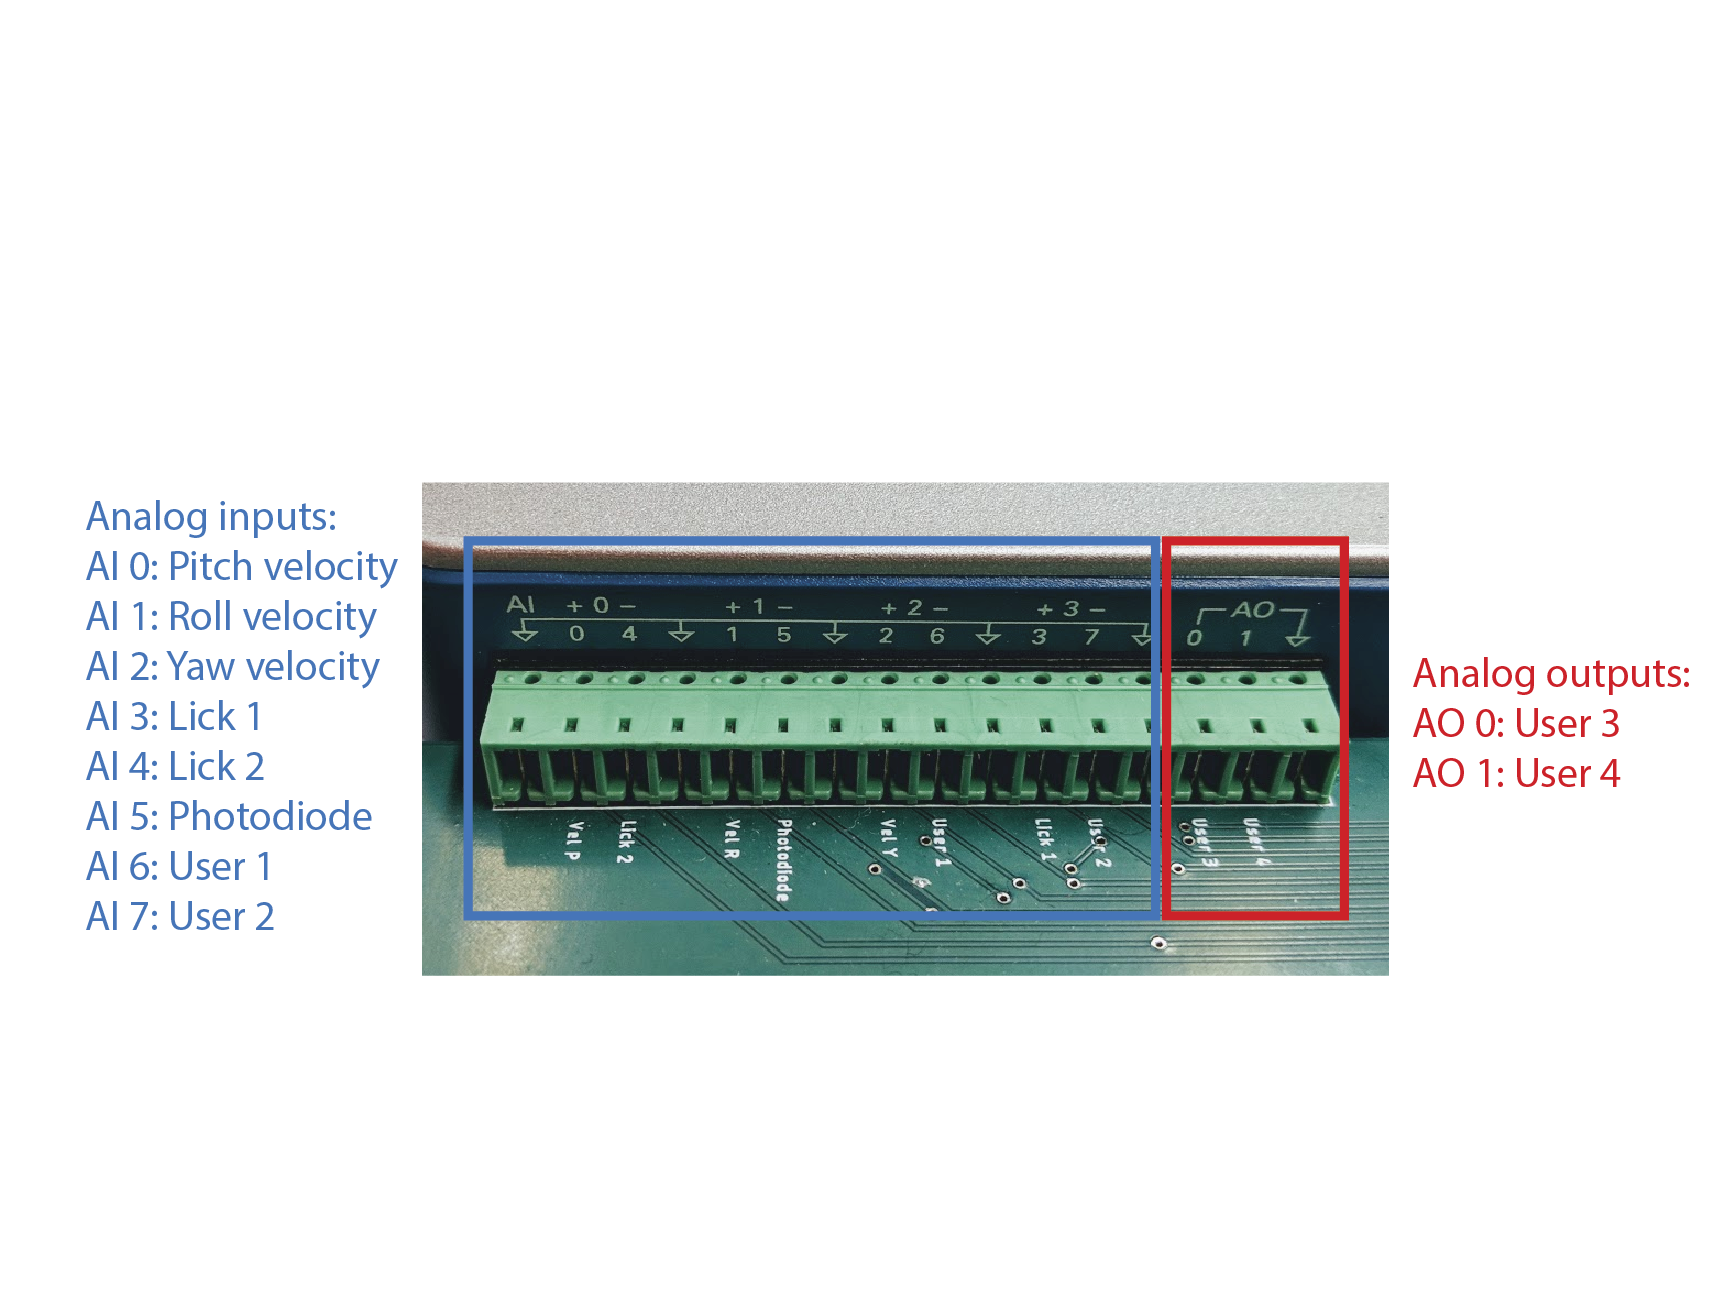 Analog inputs:
AI 0: Pitch velocity
AI 1: Roll velocity
AI 2: Yaw velocity
AI 3: Lick 1
AI 4: Lick 2
AI 5: Photodiode
AI 6: User 1
AI 7: User 2
AI + 0 - + 1 - + 2 - + 3 - AO
0 4 1 5 2 6 3 7 0 1
Vel P
Lick 2
Vel R
Photodiode
Vel Y
User 1
Lick 1
User 2
User 3
User 4
Analog outputs:
AO 0: User 3
AO 1: User 4